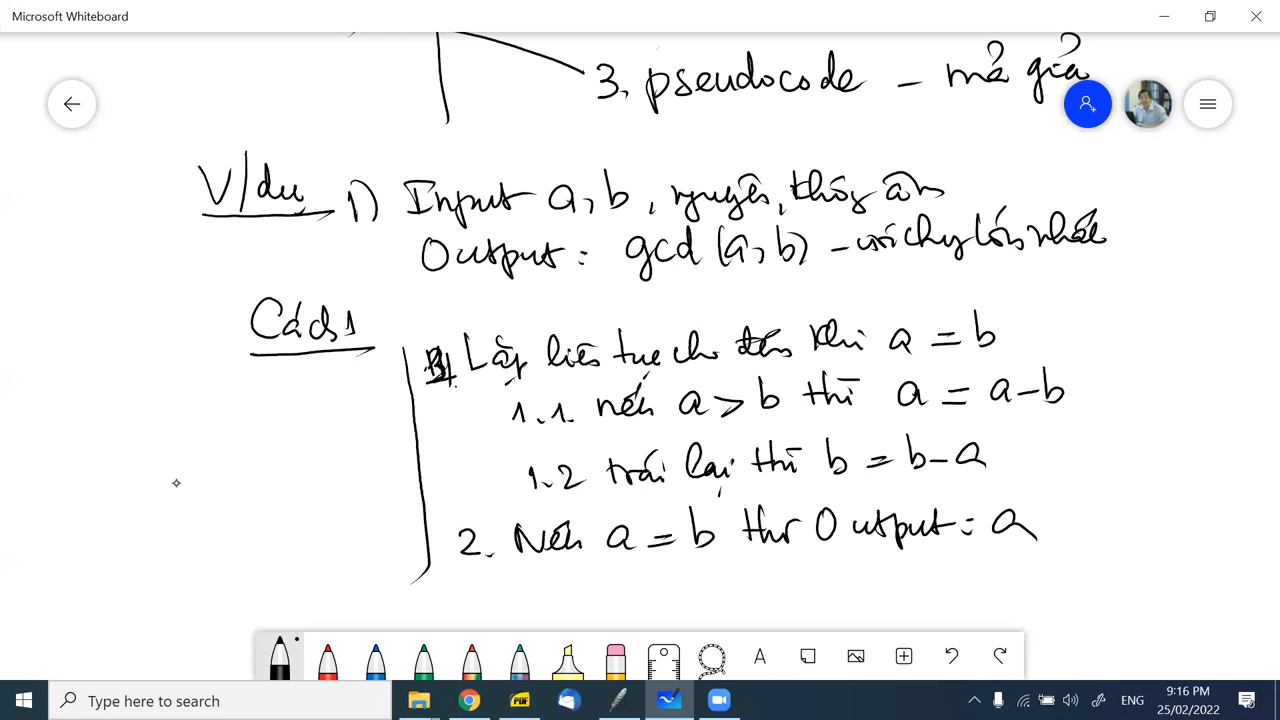 Microsoft Whiteboard
3. pseudocode – mả giả
V/dụ 1) Input a, b, nguyên, không âm
Output: gcd (a, b) – ước chung lớn nhất
Cách 1
Lặp liên tục cho đến khi a = b
1.1. nếu a > b thì a = a – b
1.2 trái lại thì b = b – a
2. Nếu a = b thì Output: a
A
Type here to search
PDF
ENG
9:16 PM
25/02/2022